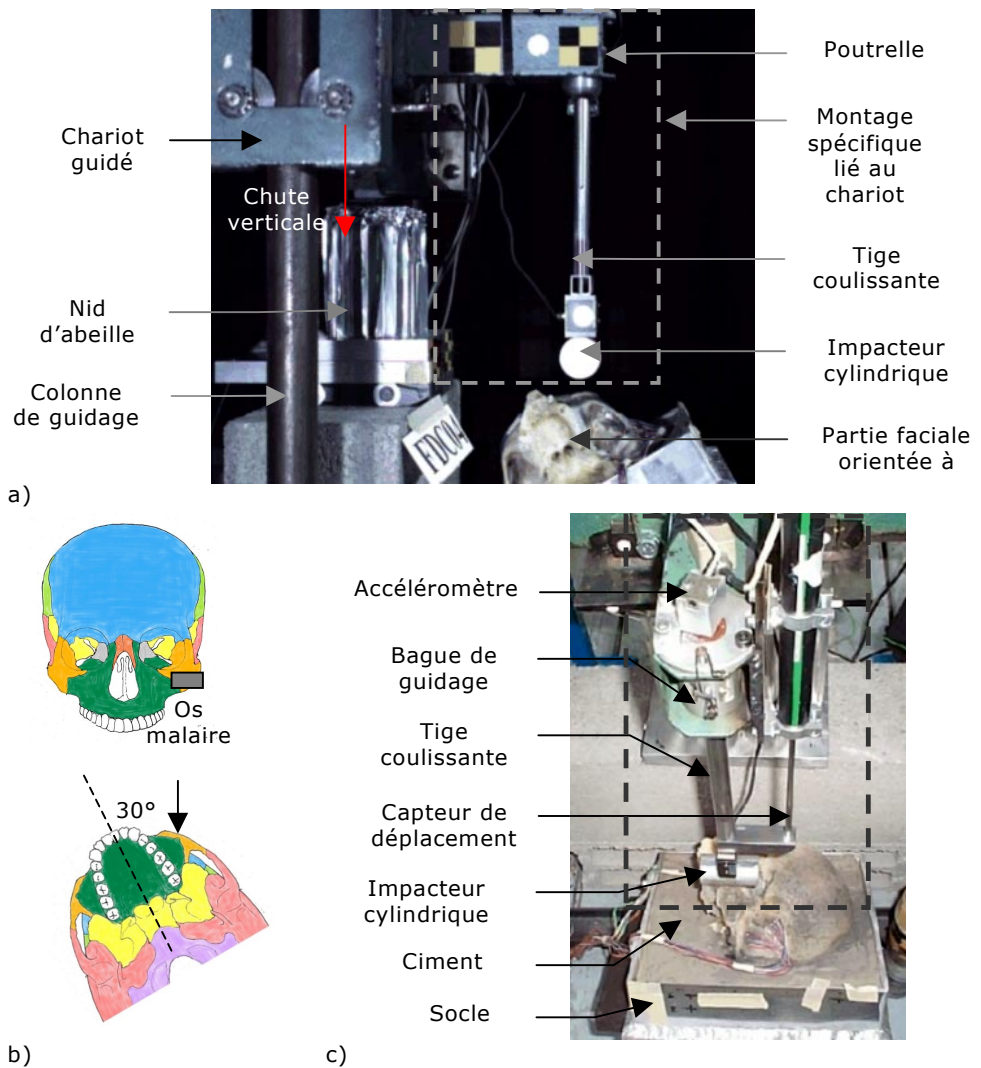 Poutrelle
Chariot
guidé
Montage
spécifique
lié au
chariot
Chute
verticale
Tige
coulissante
Nid
d'abeille
Impacteur
cylindrique
Colonne
de guidage
FDC04
Partie faciale
orientée à
a)
Os
malaire
30°
Accéléromètre
Bague de
guidage
Tige
coulissante
Capteur de
déplacement
Impacteur
cylindrique
Ciment
Socle
b)
c)